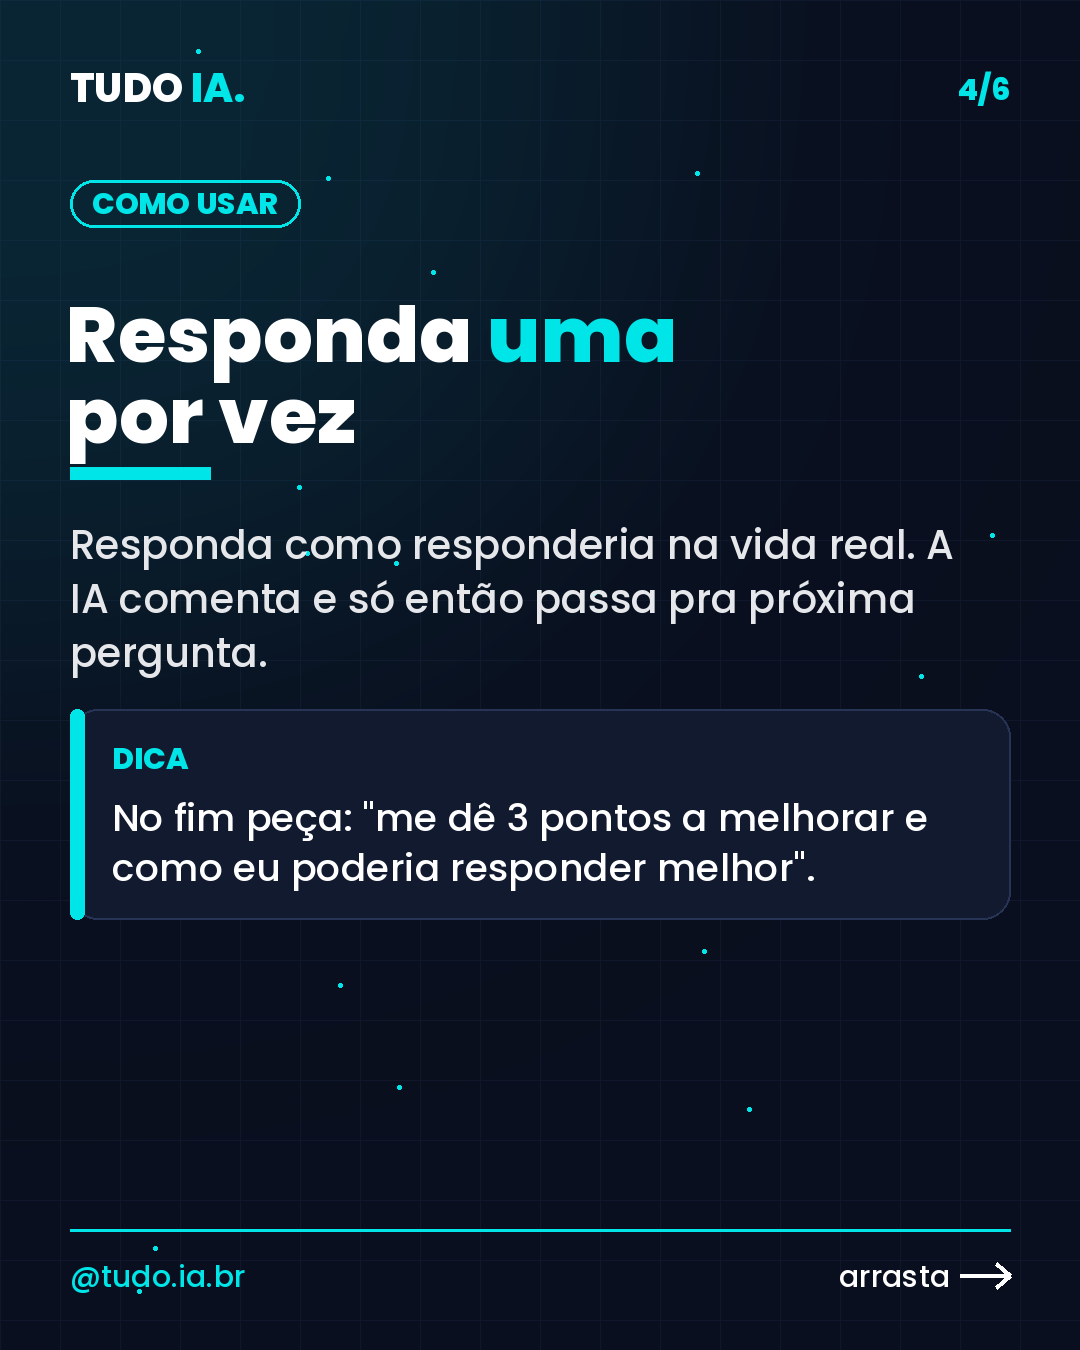 TUDO IA.
4/6
COMO USAR
Responda uma
por vez
Responda como responderia na vida real. A
IA comenta e só então passa pra próxima
pergunta.
DICA
No fim peça: "me dê 3 pontos a melhorar e
como eu poderia responder melhor".
@tudo.ia.br
arrasta